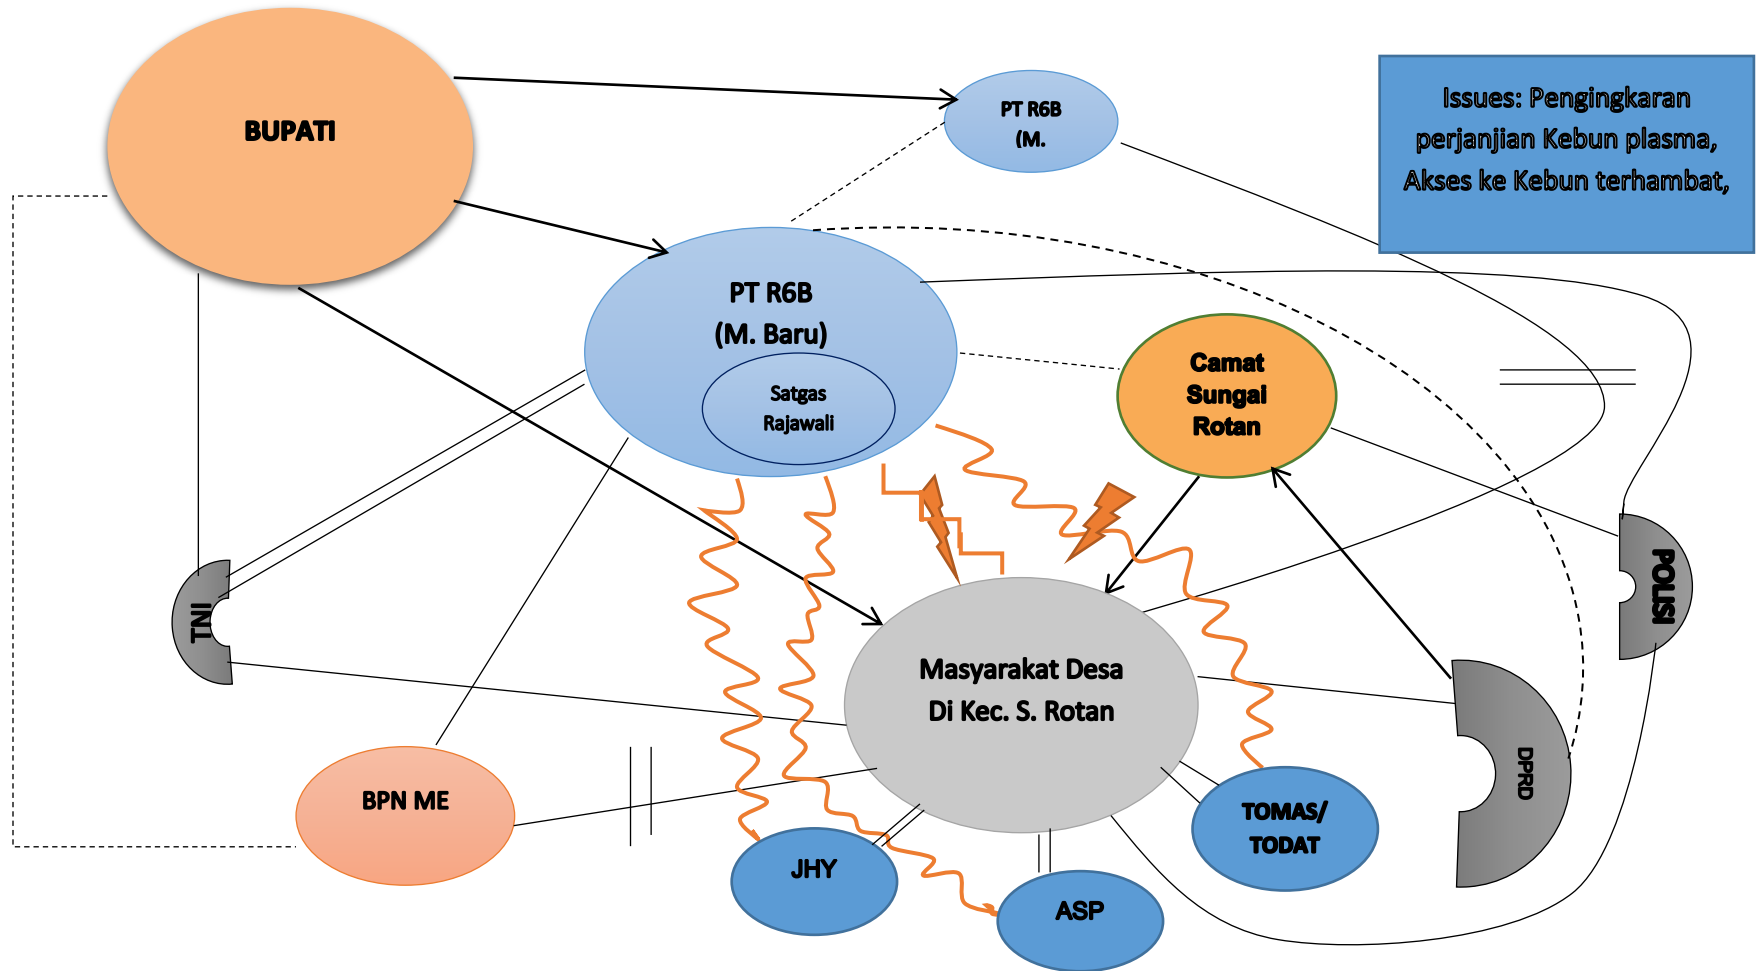 BUPATI
PT R6B
(M.
Issues: Pengingkaran
perjanjian Kebun plasma,
Akses ke Kebun terhambat,
PT R6B
(M. Baru)
Satgas
Rajawali
Camat
Sungai
Rotan
TNI
POLISI
Masyarakat Desa
Di Kec. S. Rotan
DPRD
BPN ME
TOMAS/
TODAT
JHY
ASP